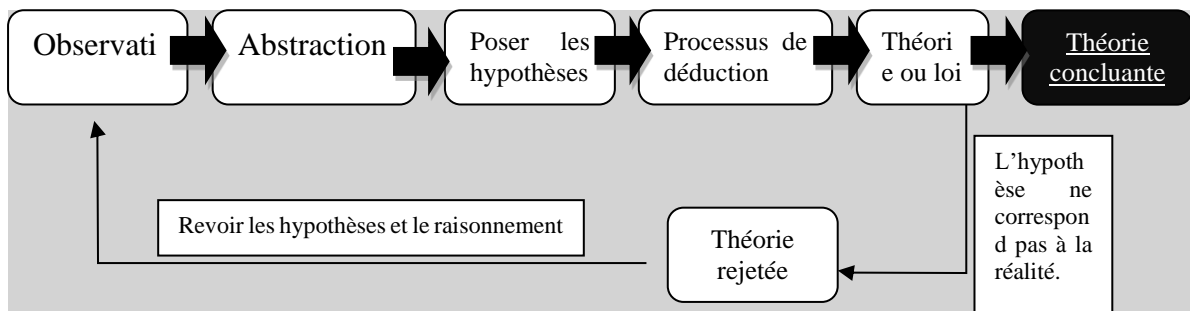 Observati
Abstraction
Poser les
hypothèses
Processus de
déduction
Théori
e ou loi
Théorie
concluante
L'hypoth
èse ne
correspon
d pas à la
réalité.
Revoir les hypothèses et le raisonnement
Théorie
rejetée